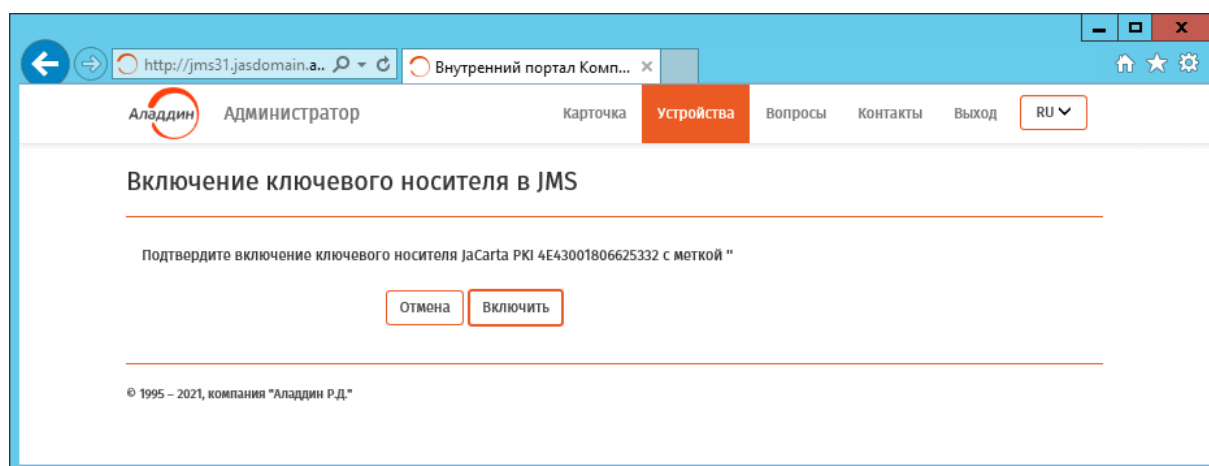 http://jms31.jasdomain.a..
Внутренний портал Комп...
Аладдин
Администратор
Карточка
Устройства
Вопросы
Контакты
Выход
RU
Включение ключевого носителя в JMS
Подтвердите включение ключевого носителя JaCarta PKI 4E43001806625332 с меткой "
Отмена
Включить
© 1995 – 2021, компания "Аладдин Р.Д."